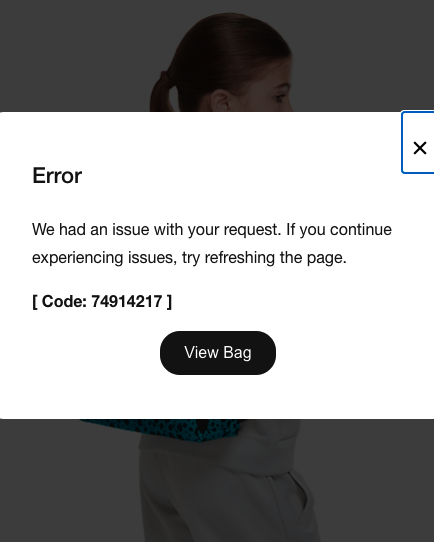 Error
We had an issue with your request. If you continue
experiencing issues, try refreshing the page.
[ Code: 74914217 ]
View Bag